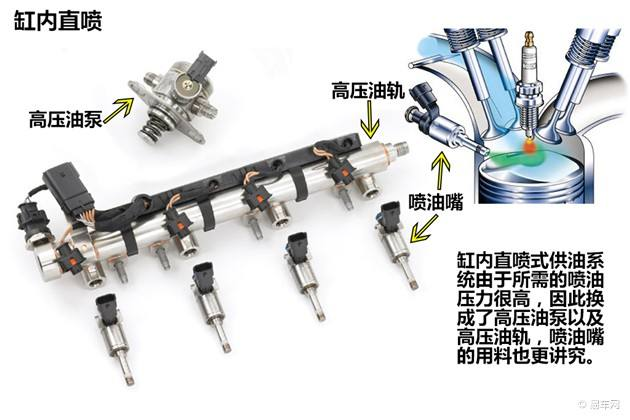 缸内直喷
高压油泵
高压油轨
喷油嘴
缸内直喷式供油系
统由于所需的喷油
压力很高，因此换
成了高压油泵以及
高压油轨，喷油嘴
的用料也更讲究。
易车网